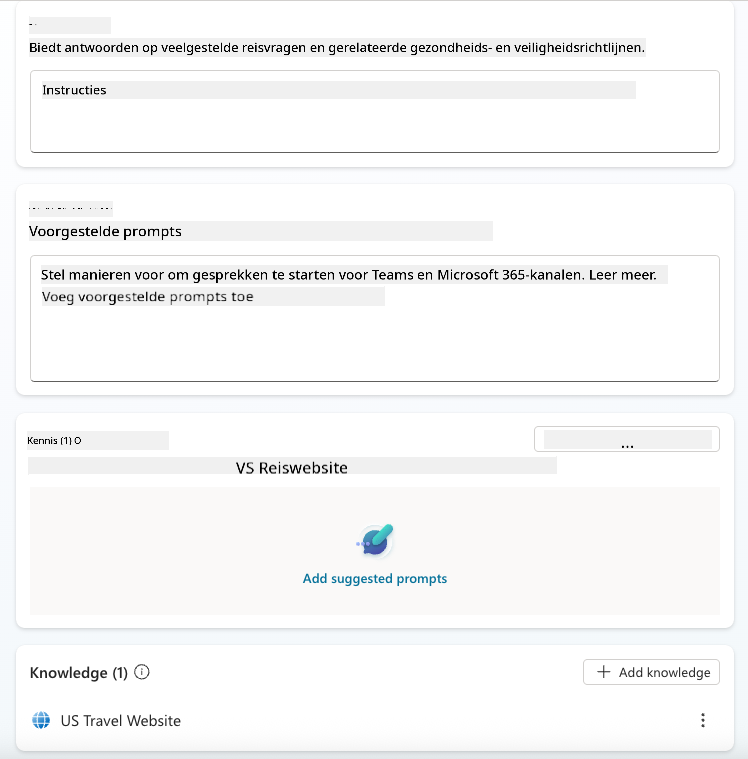 Biedt antwoorden op veelgestelde reisvragen en gerelateerde gezondheids- en veiligheidsrichtlijnen.
Instructies
Voorgestelde prompts
Stel manieren voor om gesprekken te starten voor Teams en Microsoft 365-kanalen. Leer meer.
Voeg voorgestelde prompts toe
Kennis (1) O
...
VS Reiswebsite
Add suggested prompts
Knowledge (1)
Add knowledge
US Travel Website